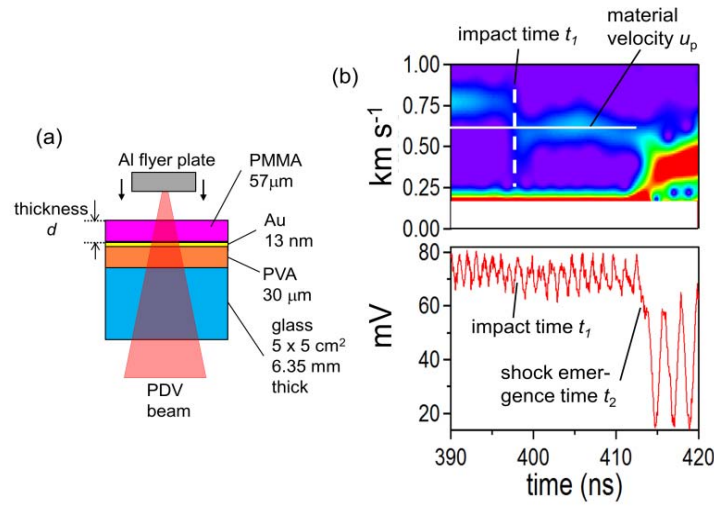 (a)
Al flyer plate
PMMA
57μm
thickness
d
Au
13 nm
PVA
30 μm
glass
5 x 5 cm²
6.35 mm
thick
PDV
beam
(b)
impact time t₁
material
velocity uₚ
km s⁻¹
1.00
0.75
0.50
0.25
0.00
mV
80
60
40
20
impact time t₁
shock emer-
gence time t₂
390
400
410
420
time (ns)